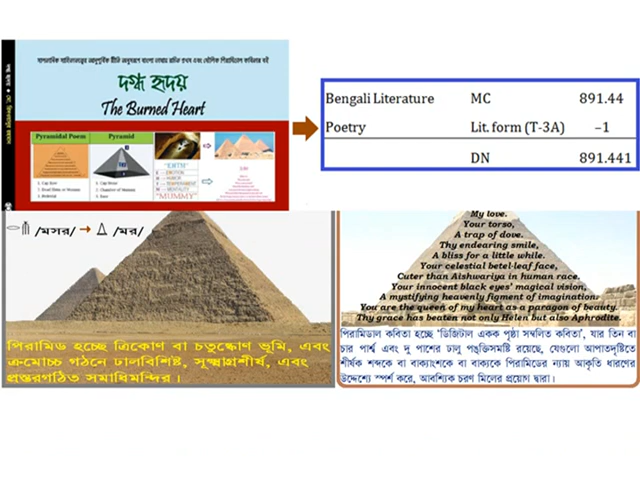 দগ্ধ হৃদয়
The Burned Heart
Pyramidal Poem
Pyramid
"EHTM"
"MUMMY"
Bengali Literature MC 891.44
Poetry Lit. form (T-3A) –1
DN 891.441
/মসর/ → /মর/
পিরামিড হচ্ছে ত্রিকোণ বা চতুষ্কোণ ভূমি, এবং
ক্রমোচ্চ গঠনে ঢালবিশিষ্ট, সূক্ষ্মাগ্রশীর্ষ, এবং
প্রস্তরগঠিত সমাধিমন্দির।
My love.
Your torso,
A trap of dove.
Thy endearing smile,
A bliss for a little while.
Your celestial betel-leaf face,
Cuter than Aishwariya in human race.
Your innocent black eyes' magical vision,
A mystifying heavenly figment of imagination.
You are the queen of my heart as a paragon of beauty.
Thy grace has beaten not only Helen but also Aphrodite.
পিরামিডাল কবিতা হচ্ছে 'ডিজিটাল একক পৃষ্ঠা সম্বলিত কবিতা', যার তিন বা
চার পার্শ্ব এবং দু পাশের ঢালু পঙ্‌ক্তিসমষ্টি রয়েছে, যেগুলো আপাতদৃষ্টিতে
শীর্ষক শব্দকে বা বাক্যাংশকে বা বাক্যকে পিরামিডের ন্যায় আকৃতি ধারণের
উদ্দেশ্যে স্পর্শ করে, আবশ্যিক চরণ মিলের প্রয়োগ দ্বারা।